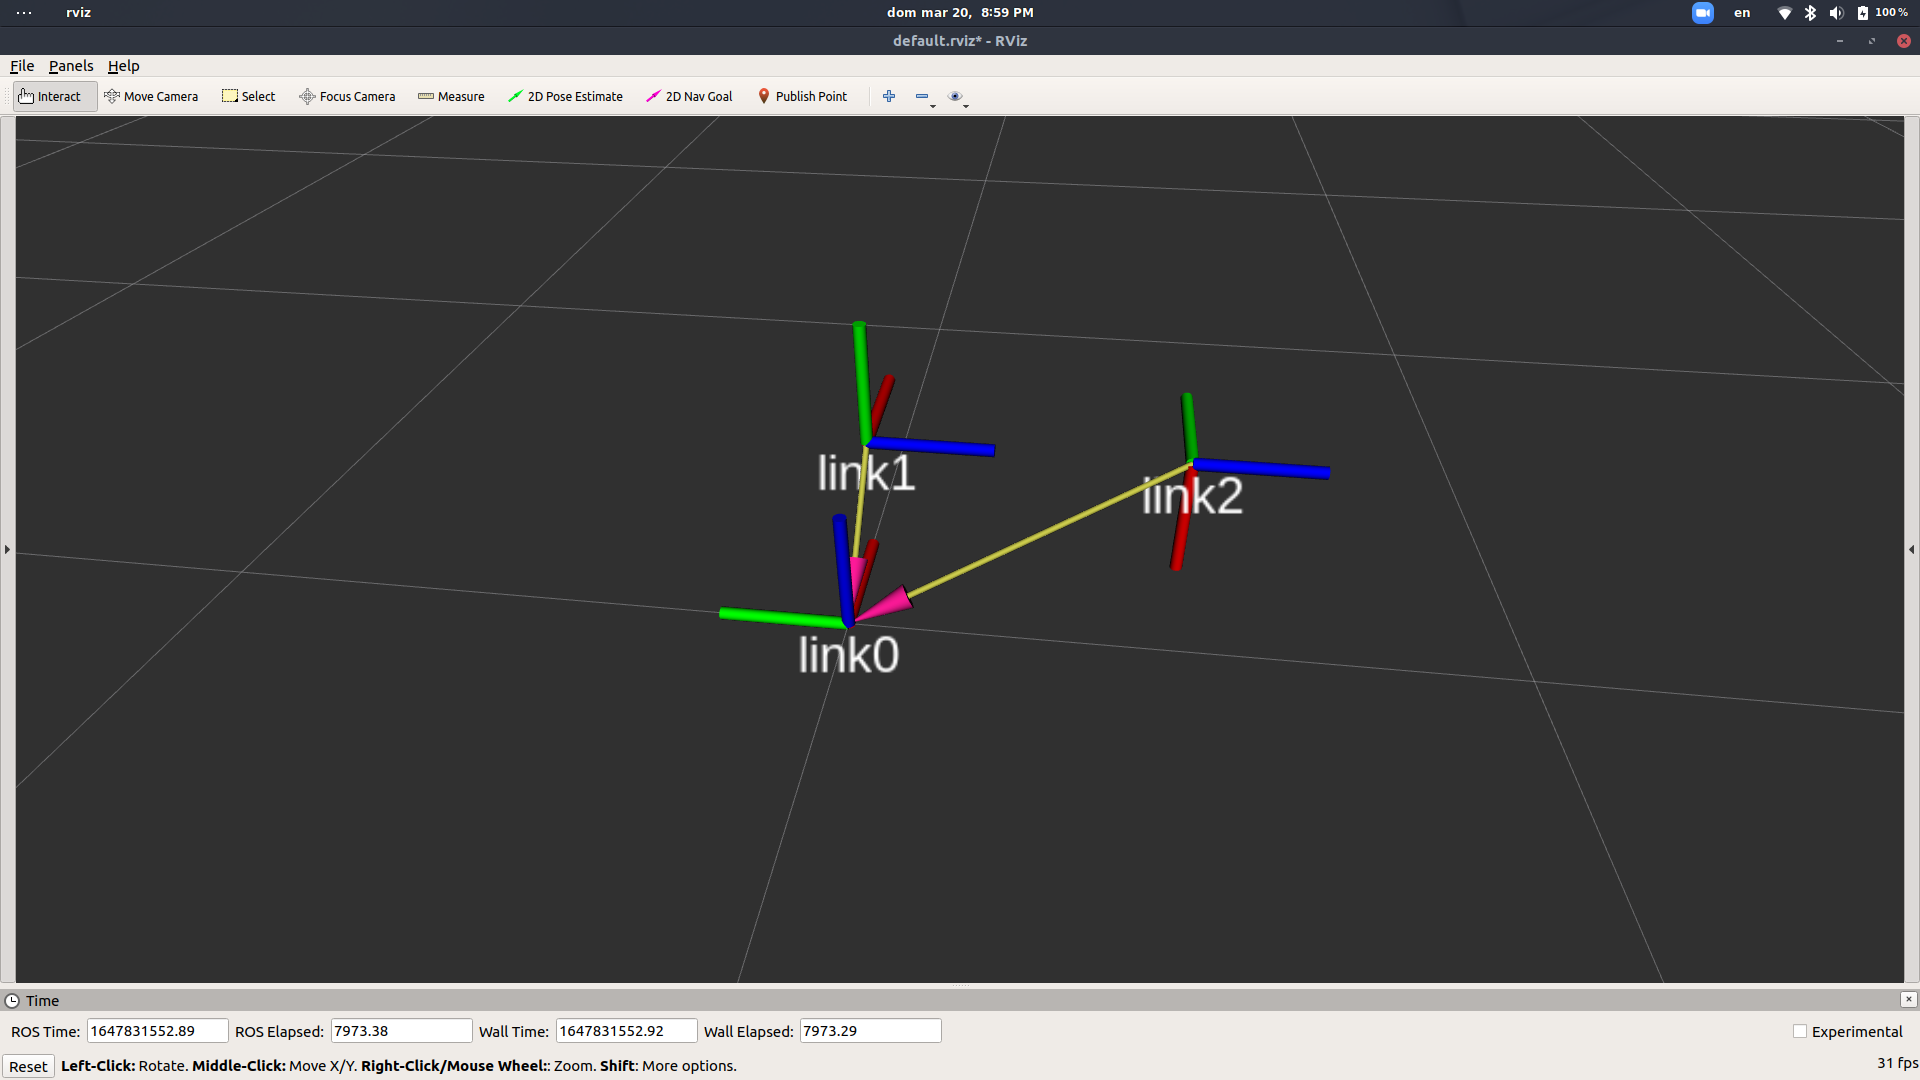 ... rviz dom mar 20, 8:59 PM en 100 %
default.rviz* - RViz
File Panels Help
Interact Move Camera Select Focus Camera Measure 2D Pose Estimate 2D Nav Goal Publish Point
link1
link2
link0
Time
ROS Time: 1647831552.89 ROS Elapsed: 7973.38 Wall Time: 1647831552.92 Wall Elapsed: 7973.29 Experimental
Reset Left-Click: Rotate. Middle-Click: Move X/Y. Right-Click/Mouse Wheel:: Zoom. Shift: More options. 31 fps